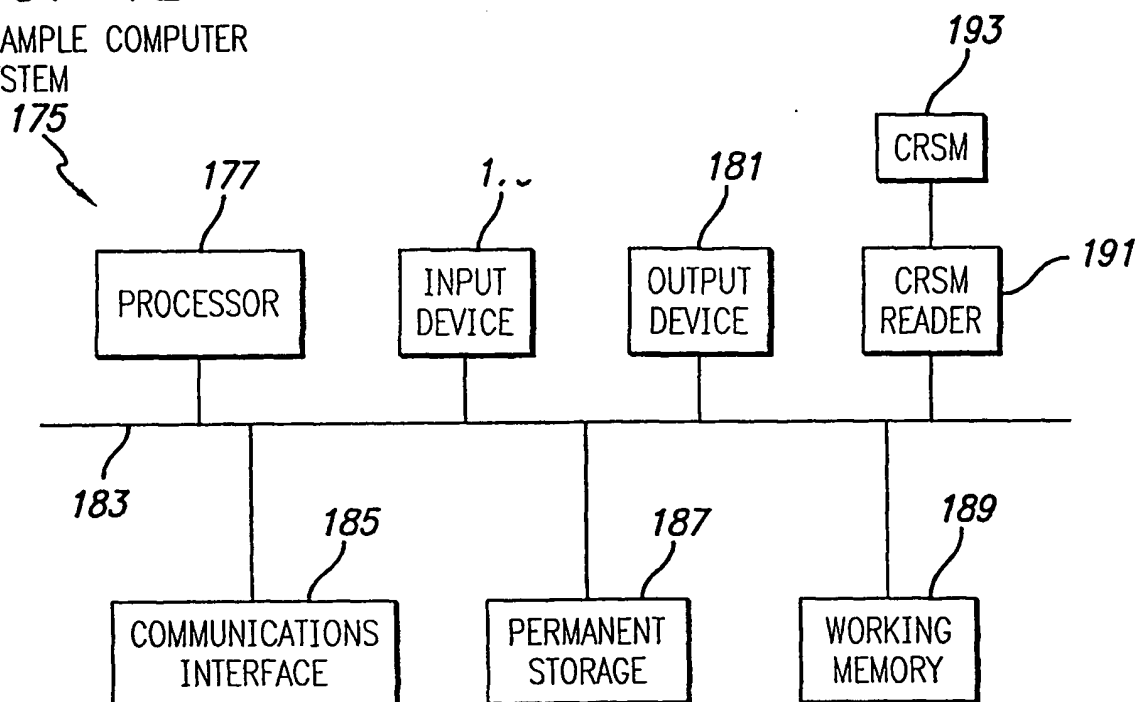 AMPLE COMPUTER
STEM
175
193
CRSM
177
181
PROCESSOR
INPUT
DEVICE
OUTPUT
DEVICE
CRSM
READER
191
183
185
187
189
COMMUNICATIONS
INTERFACE
PERMANENT
STORAGE
WORKING
MEMORY